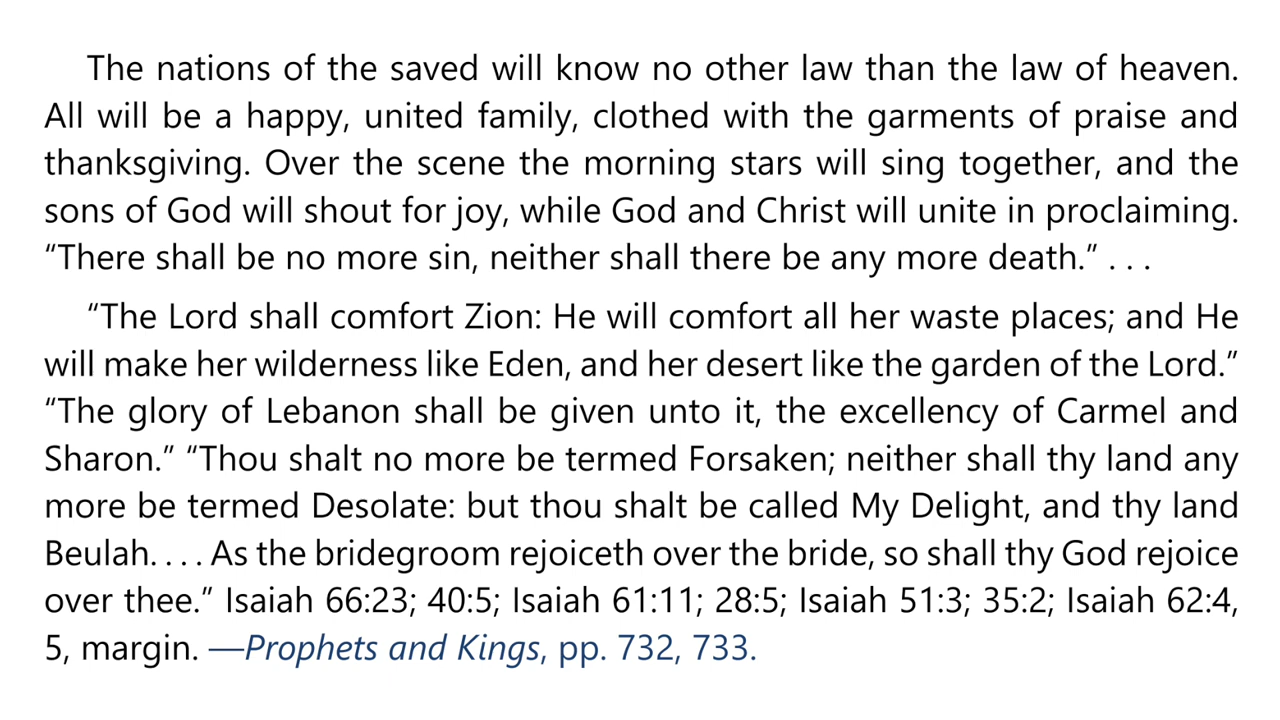 The nations of the saved will know no other law than the law of heaven.
All will be a happy, united family, clothed with the garments of praise and
thanksgiving. Over the scene the morning stars will sing together, and the
sons of God will shout for joy, while God and Christ will unite in proclaiming.
“There shall be no more sin, neither shall there be any more death.” . . .
“The Lord shall comfort Zion: He will comfort all her waste places; and He
will make her wilderness like Eden, and her desert like the garden of the Lord.”
“The glory of Lebanon shall be given unto it, the excellency of Carmel and
Sharon.” “Thou shalt no more be termed Forsaken; neither shall thy land any
more be termed Desolate: but thou shalt be called My Delight, and thy land
Beulah. . . . As the bridegroom rejoiceth over the bride, so shall thy God rejoice
over thee.” Isaiah 66:23; 40:5; Isaiah 61:11; 28:5; Isaiah 51:3; 35:2; Isaiah 62:4,
5, margin. —Prophets and Kings, pp. 732, 733.